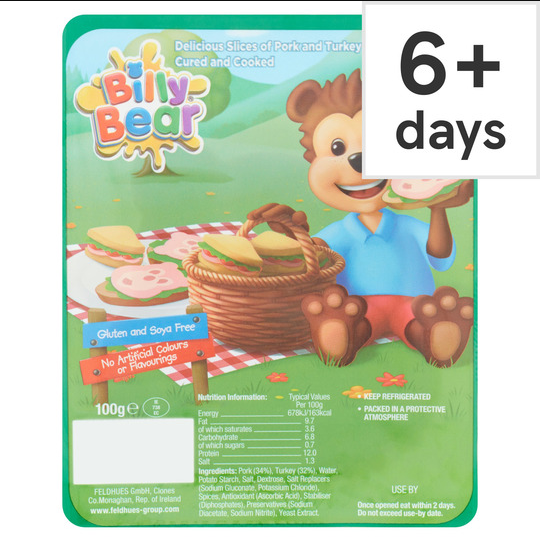 6+
days
Delicious Slices of Pork and Turkey
Cured and Cooked
Billy
Bear
Gluten and Soya Free
No Artificial Colours
or Flavourings
100g e
IE
738
EC
Nutrition Information: Typical Values
Per 100g
Energy 678kJ/163kcal
Fat 9.7
of which saturates 3.6
Carbohydrate 6.8
of which sugars 0.7
Protein 12.0
Salt 1.3
Ingredients: Pork (34%), Turkey (32%), Water,
Potato Starch, Salt, Dextrose, Salt Replacers
(Sodium Gluconate, Potassium Chloride),
Spices, Antioxidant (Ascorbic Acid), Stabiliser
(Diphosphates), Preservatives (Sodium
Diacetate, Sodium Nitrite), Yeast Extract.
• KEEP REFRIGERATED
• PACKED IN A PROTECTIVE
ATMOSPHERE
FELDHUES GmbH, Clones
Co.Monaghan, Rep. of Ireland
www.feldhues-group.com
USE BY
Once opened eat within 2 days.
Do not exceed use-by date.